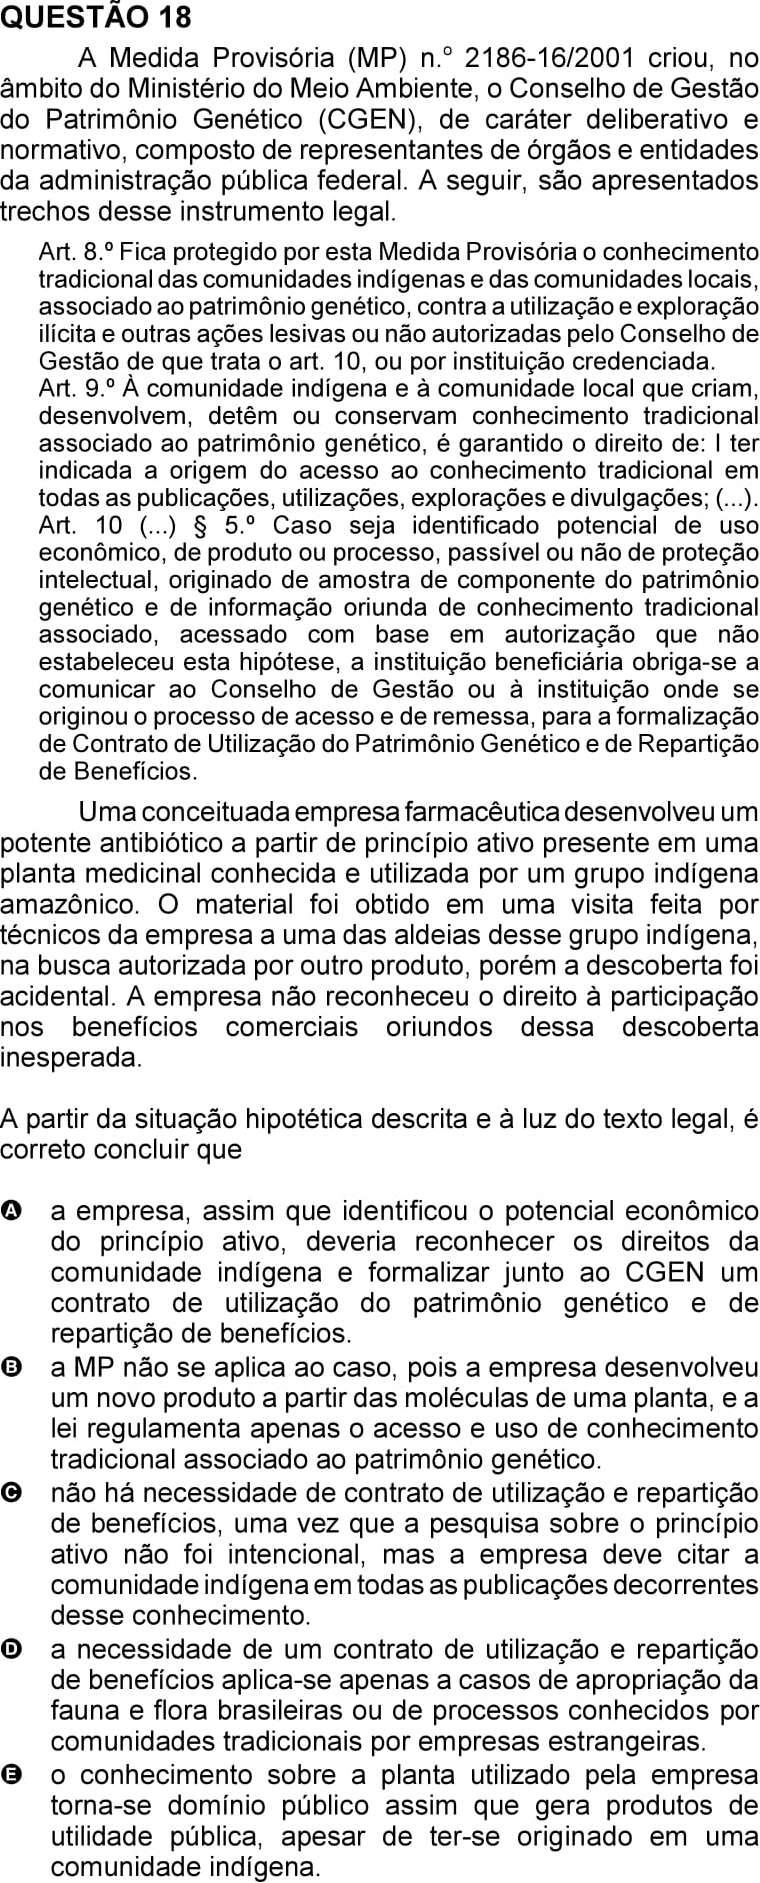 QUESTÃO 18
A Medida Provisória (MP) n.º 2186-16/2001 criou, no
âmbito do Ministério do Meio Ambiente, o Conselho de Gestão
do Patrimônio Genético (CGEN), de caráter deliberativo e
normativo, composto de representantes de órgãos e entidades
da administração pública federal. A seguir, são apresentados
trechos desse instrumento legal.
Art. 8.º Fica protegido por esta Medida Provisória o conhecimento
tradicional das comunidades indígenas e das comunidades locais,
associado ao patrimônio genético, contra a utilização e exploração
ilícita e outras ações lesivas ou não autorizadas pelo Conselho de
Gestão de que trata o art. 10, ou por instituição credenciada.
Art. 9.º À comunidade indígena e à comunidade local que criam,
desenvolvem, detêm ou conservam conhecimento tradicional
associado ao patrimônio genético, é garantido o direito de: I ter
indicada a origem do acesso ao conhecimento tradicional em
todas as publicações, utilizações, explorações e divulgações; (...).
Art. 10 (...) § 5.º Caso seja identificado potencial de uso
econômico, de produto ou processo, passível ou não de proteção
intelectual, originado de amostra de componente do patrimônio
genético e de informação oriunda de conhecimento tradicional
associado, acessado com base em autorização que não
estabeleceu esta hipótese, a instituição beneficiária obriga-se a
comunicar ao Conselho de Gestão ou à instituição onde se
originou o processo de acesso e de remessa, para a formalização
de Contrato de Utilização do Patrimônio Genético e de Repartição
de Benefícios.
Uma conceituada empresa farmacêutica desenvolveu um
potente antibiótico a partir de princípio ativo presente em uma
planta medicinal conhecida e utilizada por um grupo indígena
amazônico. O material foi obtido em uma visita feita por
técnicos da empresa a uma das aldeias desse grupo indígena,
na busca autorizada por outro produto, porém a descoberta foi
acidental. A empresa não reconheceu o direito à participação
nos benefícios comerciais oriundos dessa descoberta
inesperada.
A partir da situação hipotética descrita e à luz do texto legal, é
correto concluir que
A a empresa, assim que identificou o potencial econômico
do princípio ativo, deveria reconhecer os direitos da
comunidade indígena e formalizar junto ao CGEN um
contrato de utilização do patrimônio genético e de
repartição de benefícios.
B a MP não se aplica ao caso, pois a empresa desenvolveu
um novo produto a partir das moléculas de uma planta, e a
lei regulamenta apenas o acesso e uso de conhecimento
tradicional associado ao patrimônio genético.
C não há necessidade de contrato de utilização e repartição
de benefícios, uma vez que a pesquisa sobre o princípio
ativo não foi intencional, mas a empresa deve citar a
comunidade indígena em todas as publicações decorrentes
desse conhecimento.
D a necessidade de um contrato de utilização e repartição
de benefícios aplica-se apenas a casos de apropriação da
fauna e flora brasileiras ou de processos conhecidos por
comunidades tradicionais por empresas estrangeiras.
E o conhecimento sobre a planta utilizado pela empresa
torna-se domínio público assim que gera produtos de
utilidade pública, apesar de ter-se originado em uma
comunidade indígena.